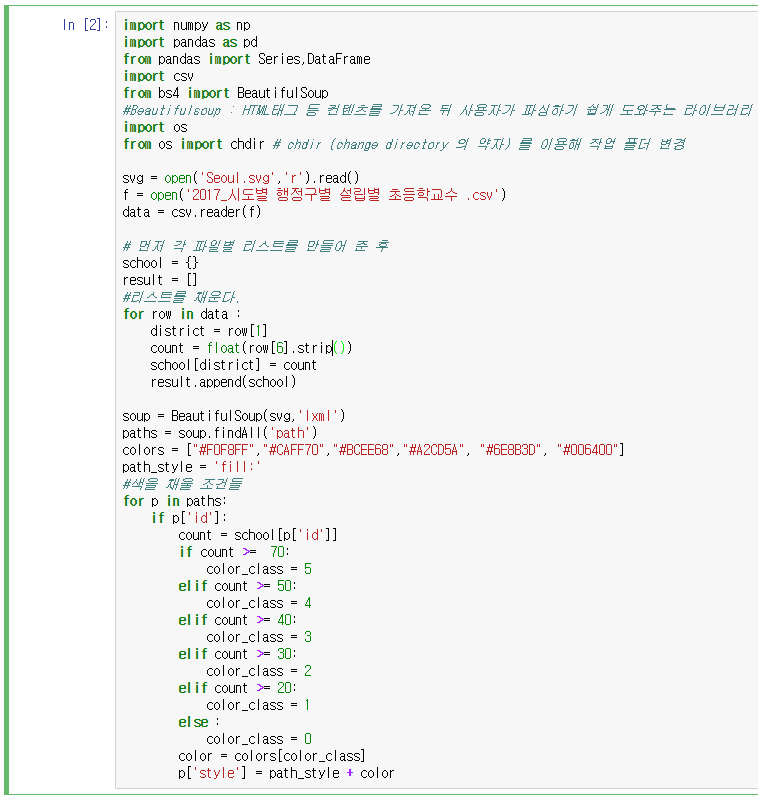 In [2]:
import numpy as np
import pandas as pd
from pandas import Series,DataFrame
import csv
from bs4 import BeautifulSoup
#Beautifulsoup : HTML태그 등 컨텐츠를 가져온 뒤 사용자가 파싱하기 쉽게 도와주는 라이브러리
import os
from os import chdir # chdir (change directory 의 약자) 를 이용해 작업 폴더 변경

svg = open('Seoul.svg','r').read()
f = open('2017_시도별 행정구별 설립별 초등학교수 .csv')
data = csv.reader(f)

# 먼저 각 파일별 리스트를 만들어 준 후
school = {}
result = []
#리스트를 채운다.
for row in data :
    district = row[1]
    count = float(row[6].strip())
    school[district] = count
    result.append(school)

soup = BeautifulSoup(svg,'lxml')
paths = soup.findAll('path')
colors = ["#F0F8FF","#CAFF70","#BCEE68","#A2CD5A", "#6E8B3D", "#006400"]
path_style = 'fill:'
#색을 채울 조건들
for p in paths:
    if p['id']:
        count = school[p['id']]
        if count >=  70:
            color_class = 5
        elif count >= 50:
            color_class = 4
        elif count >= 40:
            color_class = 3
        elif count >= 30:
            color_class = 2
        elif count >= 20:
            color_class = 1
        else :
            color_class = 0
        color = colors[color_class]
        p['style'] = path_style + color